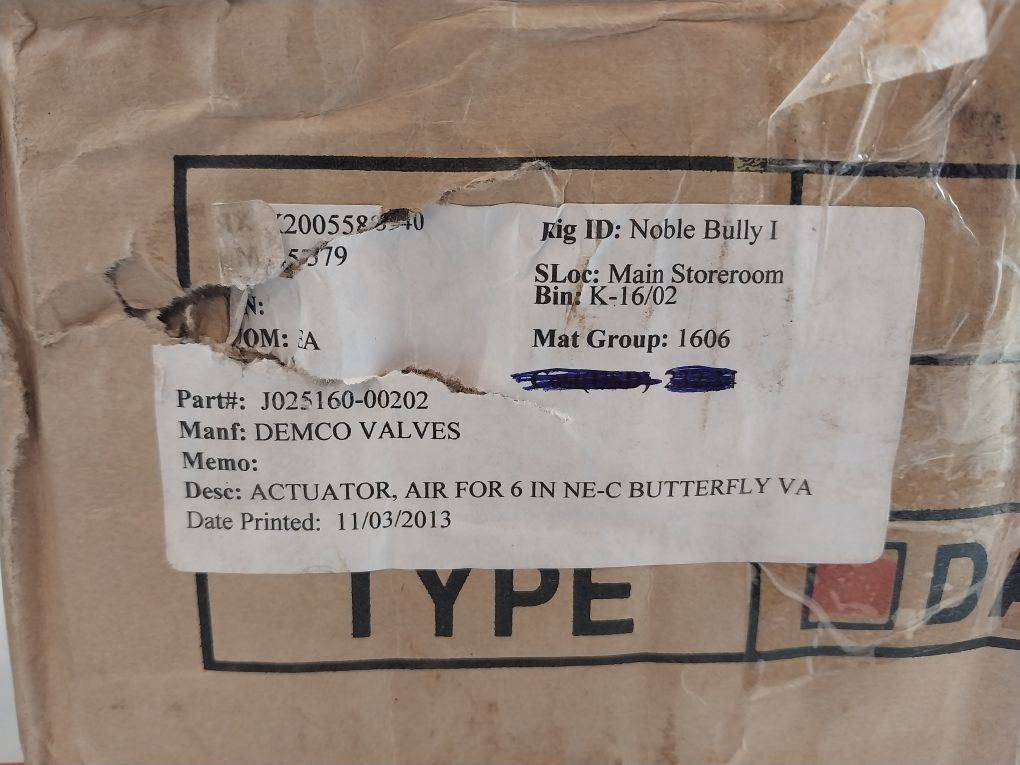 Rig ID: Noble Bully I
SLoc: Main Storeroom
Bin: K-16/02
OM: EA
Mat Group: 1606
Part#: J025160-00202
Manf: DEMCO VALVES
Memo:
Desc: ACTUATOR, AIR FOR 6 IN NE-C BUTTERFLY VA
Date Printed: 11/03/2013
TYPE
DA